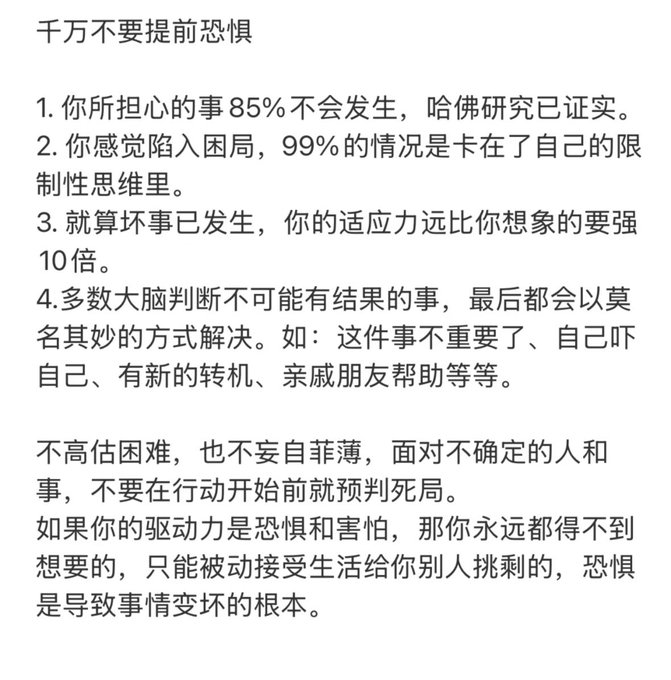 千万不要提前恐惧
1. 你所担心的事85%不会发生，哈佛研究已证实。
2. 你感觉陷入困局，99%的情况是卡在了自己的限
制性思维里。
3. 就算坏事已发生，你的适应力远比你想象的要强
10倍。
4.多数大脑判断不可能有结果的事，最后都会以莫
名其妙的方式解决。如：这件事不重要了、自己吓
自己、有新的转机、亲戚朋友帮助等等。
不高估困难，也不妄自菲薄，面对不确定的人和
事，不要在行动开始前就预判死局。
如果你的驱动力是恐惧和害怕，那你永远都得不到
想要的，只能被动接受生活给你别人挑剩的，恐惧
是导致事情变坏的根本。